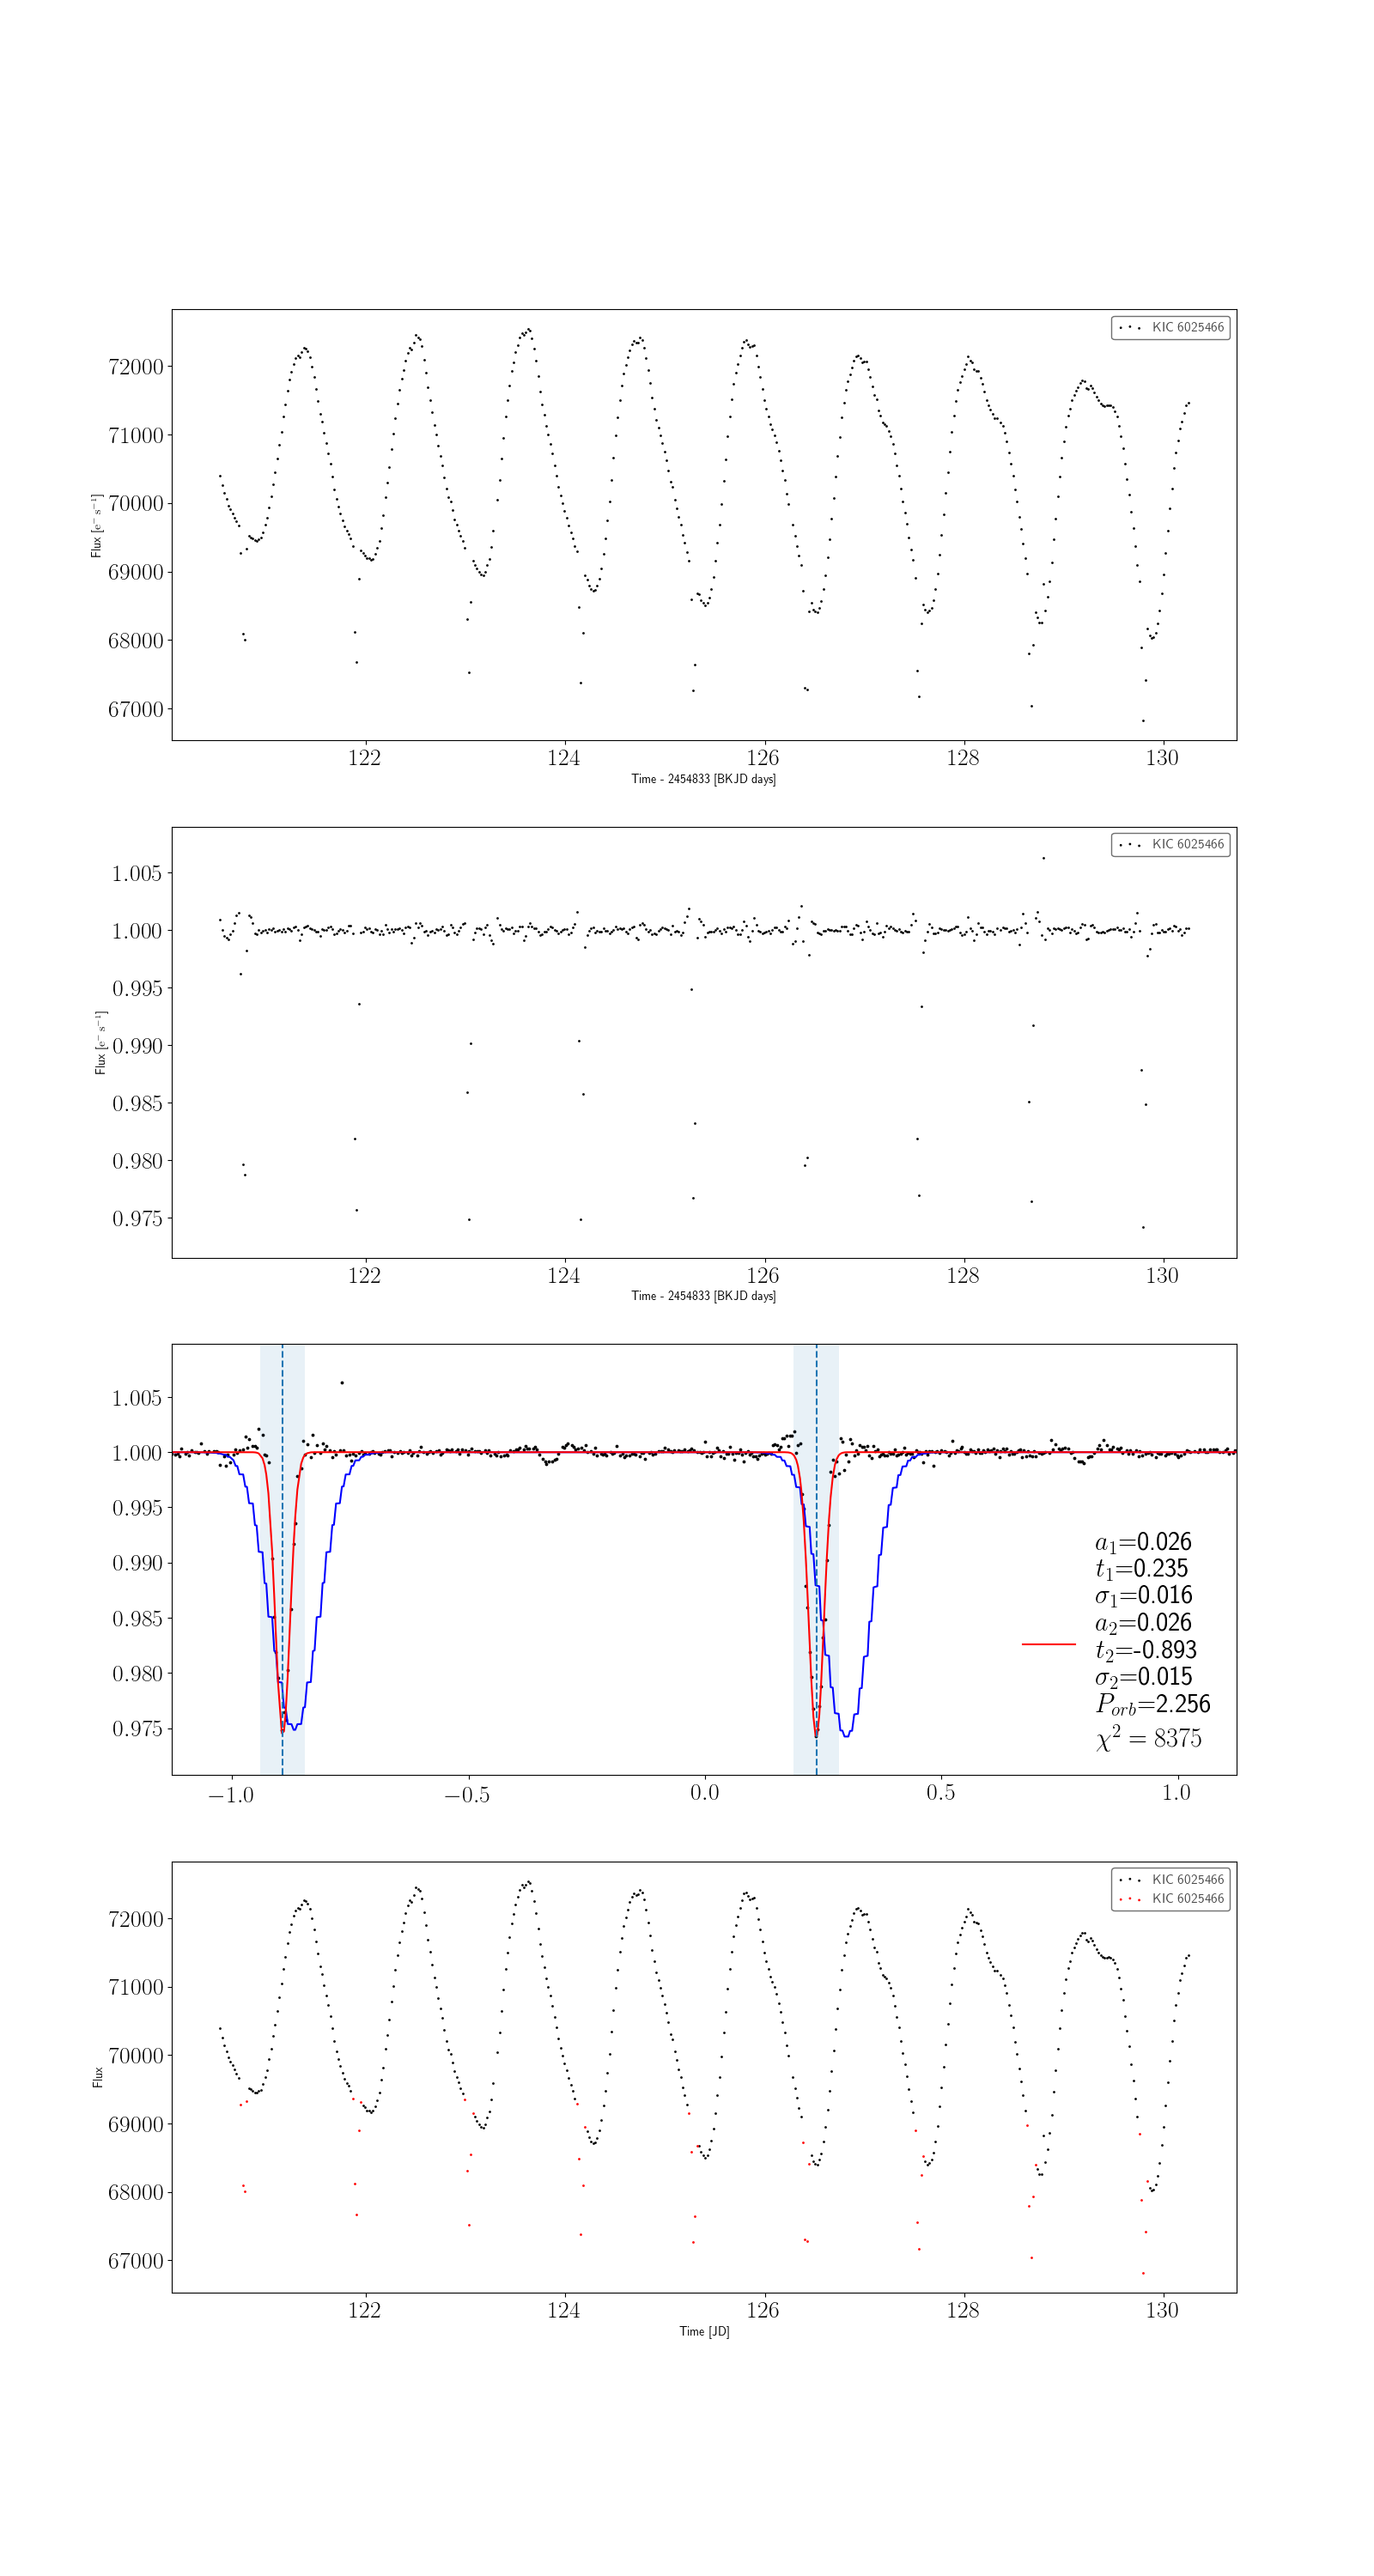 KIC 6025466
72000
71000
70000
69000
68000
67000
Flux [e⁻ s⁻¹]
122 124 126 128 130
Time - 2454833 [BKJD days]
KIC 6025466
1.005
1.000
0.995
0.990
0.985
0.980
0.975
Flux [e⁻ s⁻¹]
122 124 126 128 130
Time - 2454833 [BKJD days]
1.005
1.000
0.995
0.990
0.985
0.980
0.975
a₁=0.026
t₁=0.235
σ₁=0.016
a₂=0.026
t₂=-0.893
σ₂=0.015
P_orb=2.256
χ² = 8375
−1.0 −0.5 0.0 0.5 1.0
KIC 6025466
KIC 6025466
72000
71000
70000
69000
68000
67000
Flux
122 124 126 128 130
Time [JD]